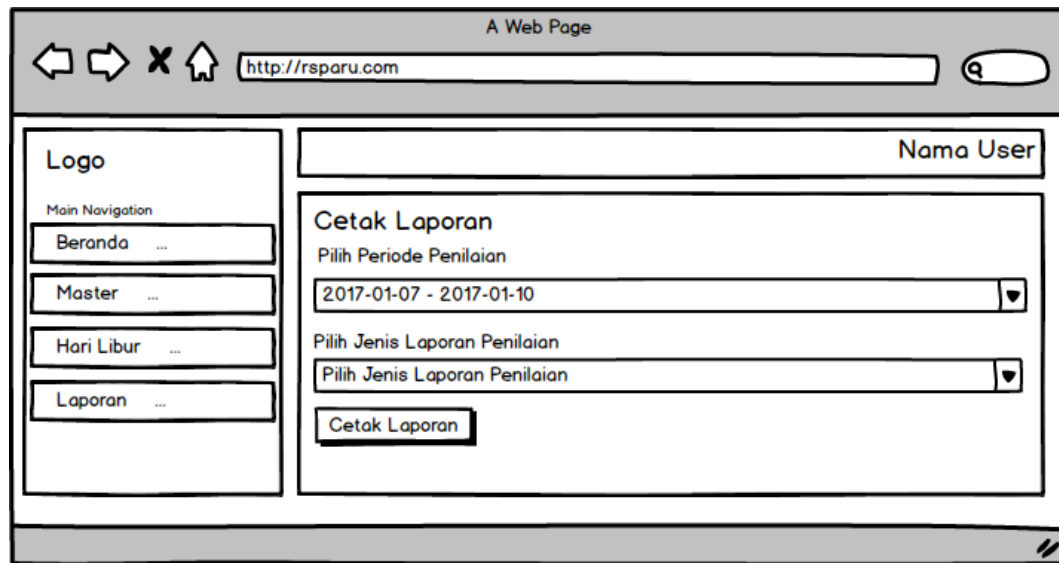 A Web Page
http://rsparu.com
Logo
Main Navigation
Beranda ...
Master ...
Hari Libur ...
Laporan ...
Nama User
Cetak Laporan
Pilih Periode Penilaian
2017-01-07 - 2017-01-10
Pilih Jenis Laporan Penilaian
Pilih Jenis Laporan Penilaian
Cetak Laporan